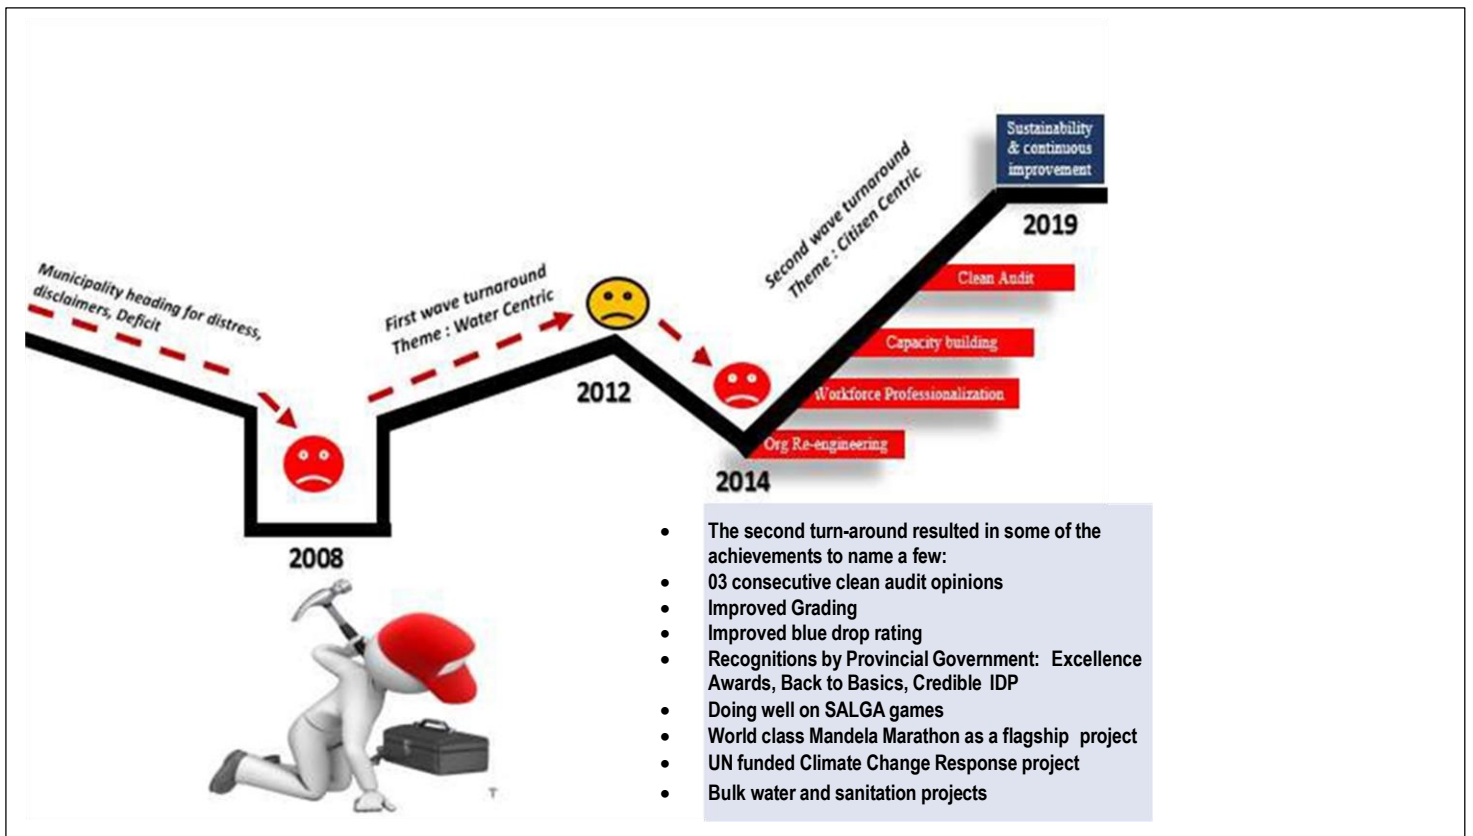 Municipality heading for distress,
disclaimers, Deficit
2008
First wave turnaround
Theme : Water Centric
2012
2014
Second wave turnaround
Theme : Citizen Centric
Sustainability
& continuous
improvement
2019
Clean Audit
Capacity building
Workforce Professionalization
Org Re-engineering
• The second turn-around resulted in some of the
achievements to name a few:
• 03 consecutive clean audit opinions
• Improved Grading
• Improved blue drop rating
• Recognitions by Provincial Government: Excellence
Awards, Back to Basics, Credible IDP
• Doing well on SALGA games
• World class Mandela Marathon as a flagship project
• UN funded Climate Change Response project
• Bulk water and sanitation projects
T